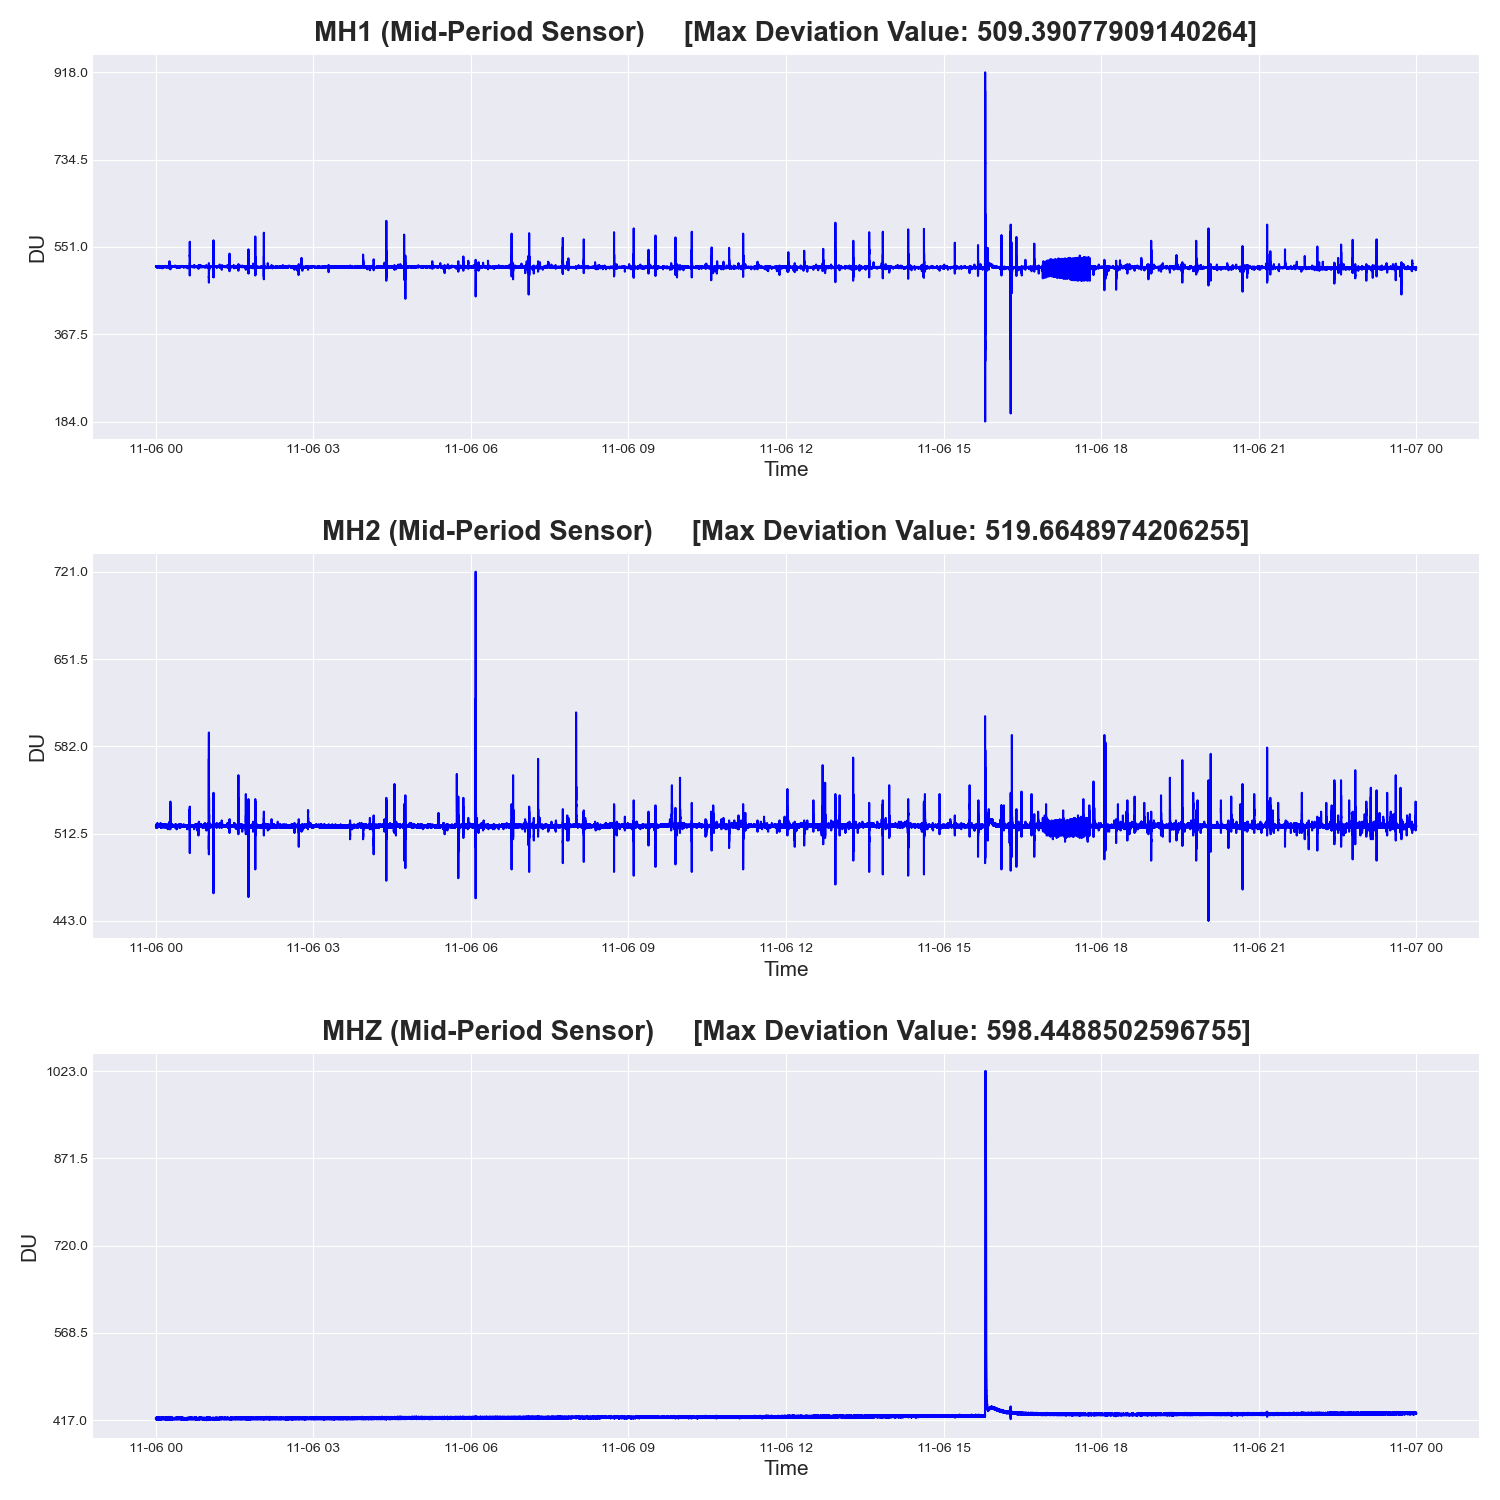 MH1 (Mid-Period Sensor) [Max Deviation Value: 509.39077909140264]
918.0
734.5
551.0
367.5
184.0
DU
11-06 00 11-06 03 11-06 06 11-06 09 11-06 12 11-06 15 11-06 18 11-06 21 11-07 00
Time
MH2 (Mid-Period Sensor) [Max Deviation Value: 519.6648974206255]
721.0
651.5
582.0
512.5
443.0
DU
11-06 00 11-06 03 11-06 06 11-06 09 11-06 12 11-06 15 11-06 18 11-06 21 11-07 00
Time
MHZ (Mid-Period Sensor) [Max Deviation Value: 598.4488502596755]
1023.0
871.5
720.0
568.5
417.0
DU
11-06 00 11-06 03 11-06 06 11-06 09 11-06 12 11-06 15 11-06 18 11-06 21 11-07 00
Time